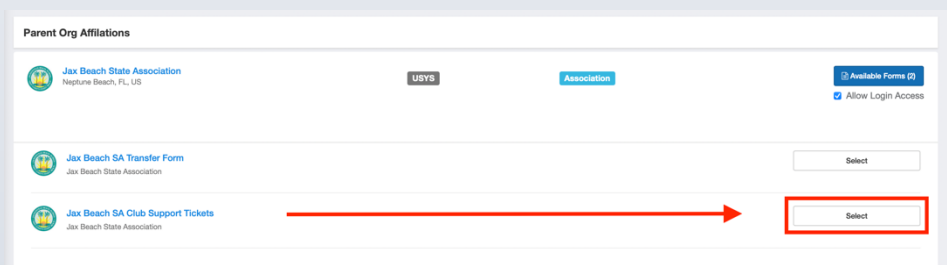 Parent Org Affilations
Jax Beach State Association
Neptune Beach, FL, US
USYS
Association
Available Forms (2)
Allow Login Access
Jax Beach SA Transfer Form
Jax Beach State Association
Select
Jax Beach SA Club Support Tickets
Jax Beach State Association
Select